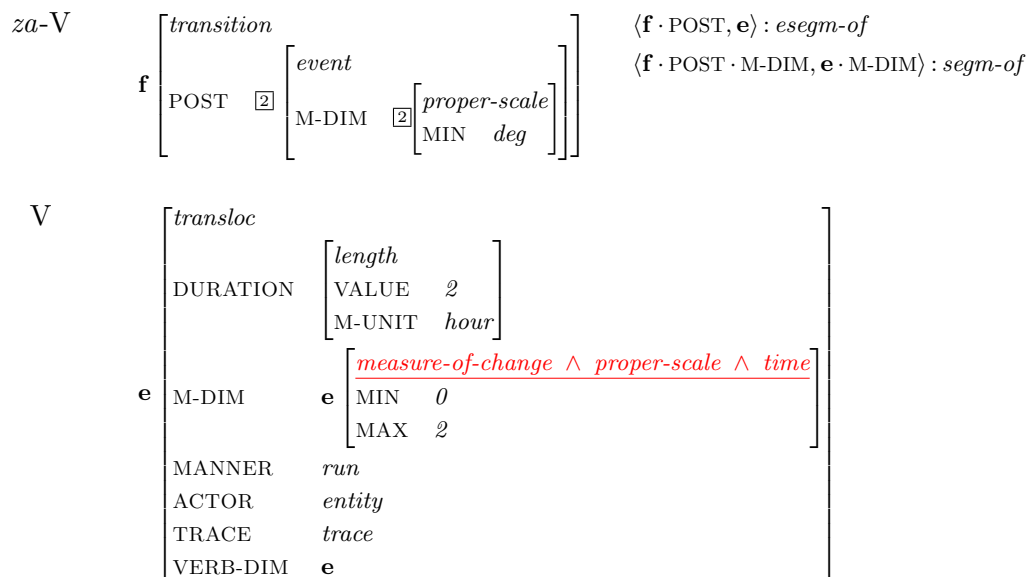 za-V
transition ⟨f · POST, e⟩ : esegm-of
event ⟨f · POST · M-DIM, e · M-DIM⟩ : segm-of
f POST 2 M-DIM 2 proper-scale
MIN deg
V transloc
length
DURATION VALUE 2
M-UNIT hour
measure-of-change ∧ proper-scale ∧ time
e M-DIM e MIN 0
MAX 2
MANNER run
ACTOR entity
TRACE trace
VERB-DIM e